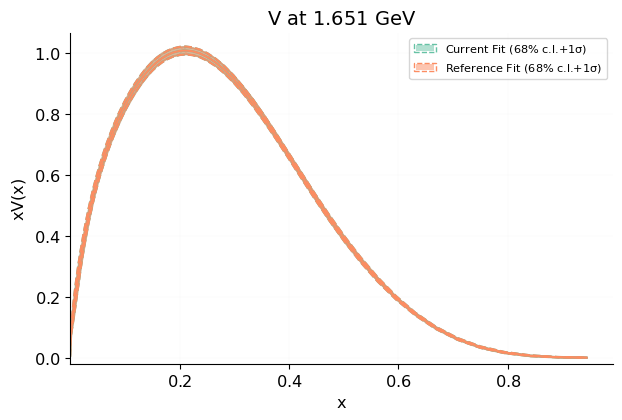 V at 1.651 GeV
Current Fit (68% c.l.+1σ)
Reference Fit (68% c.l.+1σ)
xV(x)
1.0
0.8
0.6
0.4
0.2
0.0
0.2
0.4
0.6
0.8
x